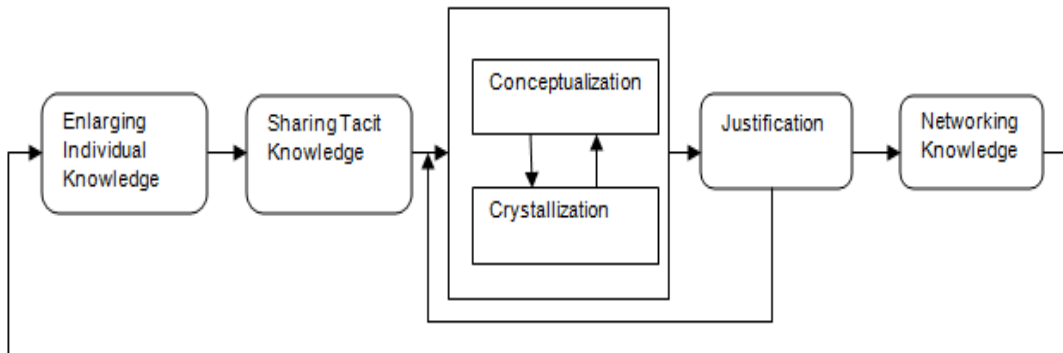 Enlarging
Individual
Knowledge
Sharing Tacit
Knowledge
Conceptualization
Crystallization
Justification
Networking
Knowledge